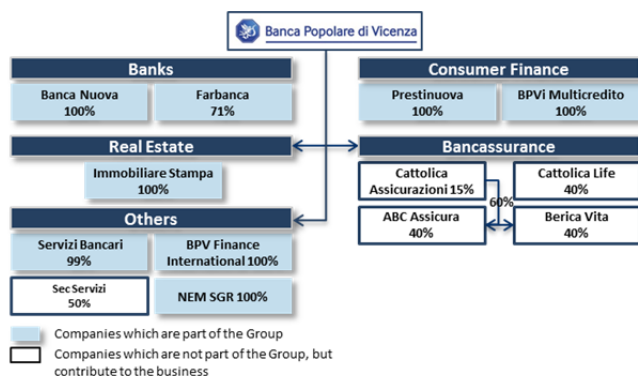 Banca Popolare di Vicenza
Banks
Banca Nuova
100%
Farbanca
71%
Real Estate
Immobiliare Stampa
100%
Others
Servizi Bancari
99%
BPV Finance
International 100%
Sec Servizi
50%
NEM SGR 100%
Consumer Finance
Prestinuova
100%
BPVi Multicredito
100%
Bancassurance
Cattolica
Assicurazioni 15%
Cattolica Life
40%
60%
ABC Assicura
40%
Berica Vita
40%
Companies which are part of the Group
Companies which are not part of the Group, but
contribute to the business